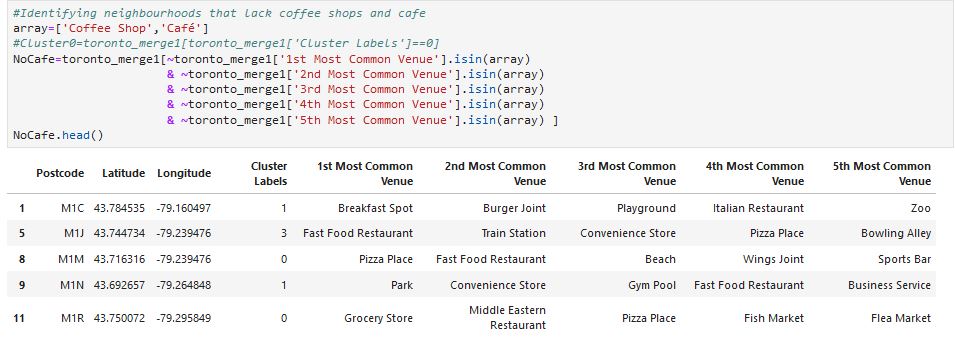 #Identifying neighbourhoods that lack coffee shops and cafe
array=['Coffee Shop','Café']
#Cluster0=toronto_merge1[toronto_merge1['Cluster Labels']==0]
NoCafe=toronto_merge1[~toronto_merge1['1st Most Common Venue'].isin(array)
& ~toronto_merge1['2nd Most Common Venue'].isin(array)
& ~toronto_merge1['3rd Most Common Venue'].isin(array)
& ~toronto_merge1['4th Most Common Venue'].isin(array)
& ~toronto_merge1['5th Most Common Venue'].isin(array) ]
NoCafe.head()
Postcode Latitude Longitude Cluster Labels 1st Most Common Venue 2nd Most Common Venue 3rd Most Common Venue 4th Most Common Venue 5th Most Common Venue
1 M1C 43.784535 -79.160497 1 Breakfast Spot Burger Joint Playground Italian Restaurant Zoo
5 M1J 43.744734 -79.239476 3 Fast Food Restaurant Train Station Convenience Store Pizza Place Bowling Alley
8 M1M 43.716316 -79.239476 0 Pizza Place Fast Food Restaurant Beach Wings Joint Sports Bar
9 M1N 43.692657 -79.264848 1 Park Convenience Store Gym Pool Fast Food Restaurant Business Service
11 M1R 43.750072 -79.295849 0 Grocery Store Middle Eastern Restaurant Pizza Place Fish Market Flea Market